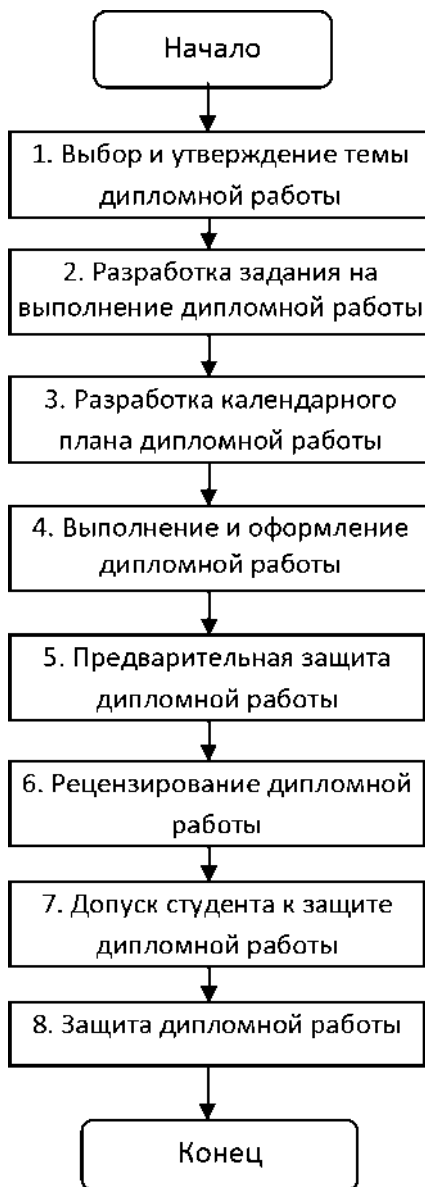 Начало
1. Выбор и утверждение темы
дипломной работы
2. Разработка задания на
выполнение дипломной работы
3. Разработка календарного
плана дипломной работы
4. Выполнение и оформление
дипломной работы
5. Предварительная защита
дипломной работы
6. Рецензирование дипломной
работы
7. Допуск студента к защите
дипломной работы
8. Защита дипломной работы
Конец